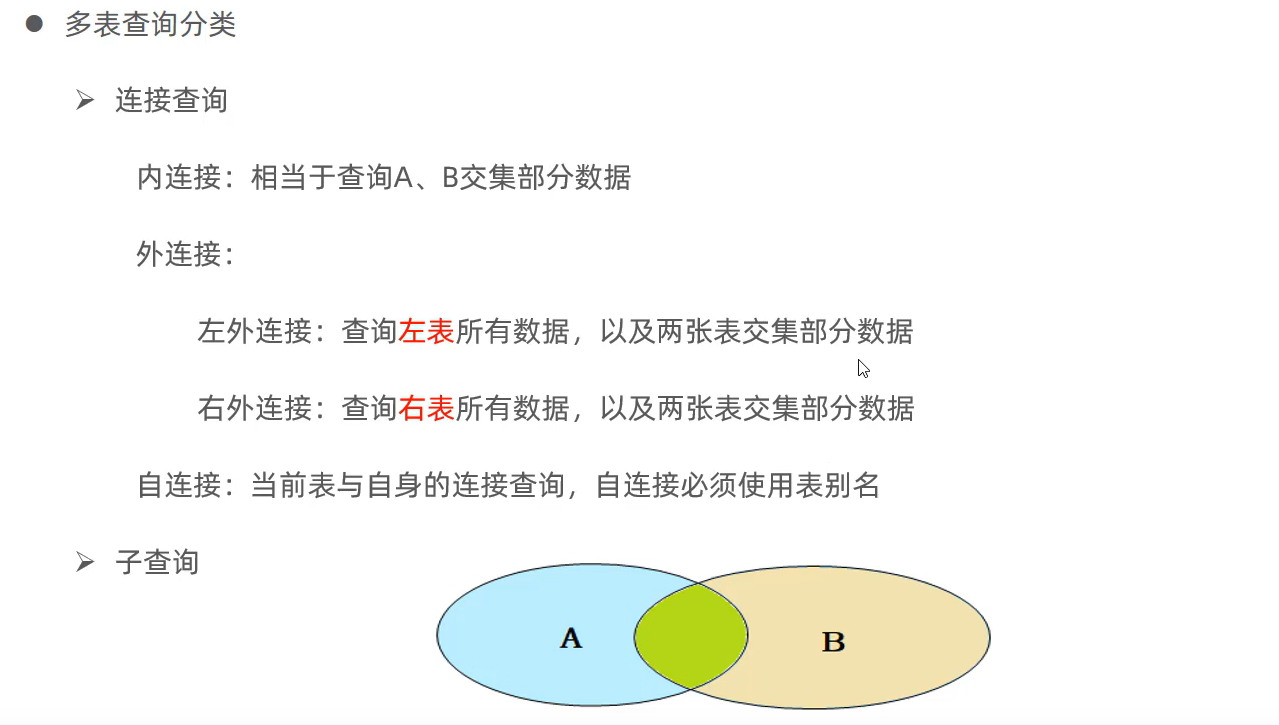 多表查询分类
连接查询
内连接：相当于查询A、B交集部分数据
外连接：
左外连接：查询左表所有数据，以及两张表交集部分数据
右外连接：查询右表所有数据，以及两张表交集部分数据
自连接：当前表与自身的连接查询，自连接必须使用表别名
子查询
A
B